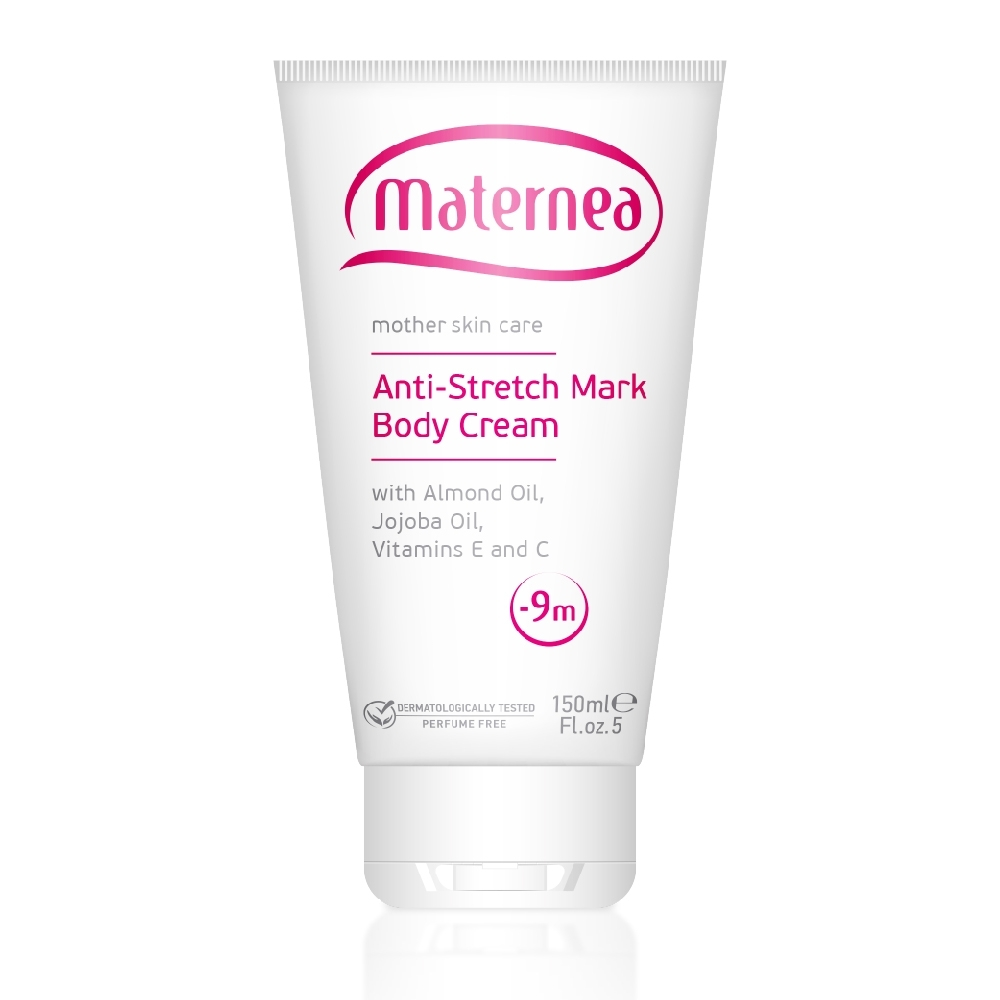 maternea
mother skin care
Anti-Stretch Mark
Body Cream
with Almond Oil,
Jojoba Oil,
Vitamins E and C
-9m
DERMATOLOGICALLY TESTED
PERFUME FREE
150ml℮
Fl.oz.5